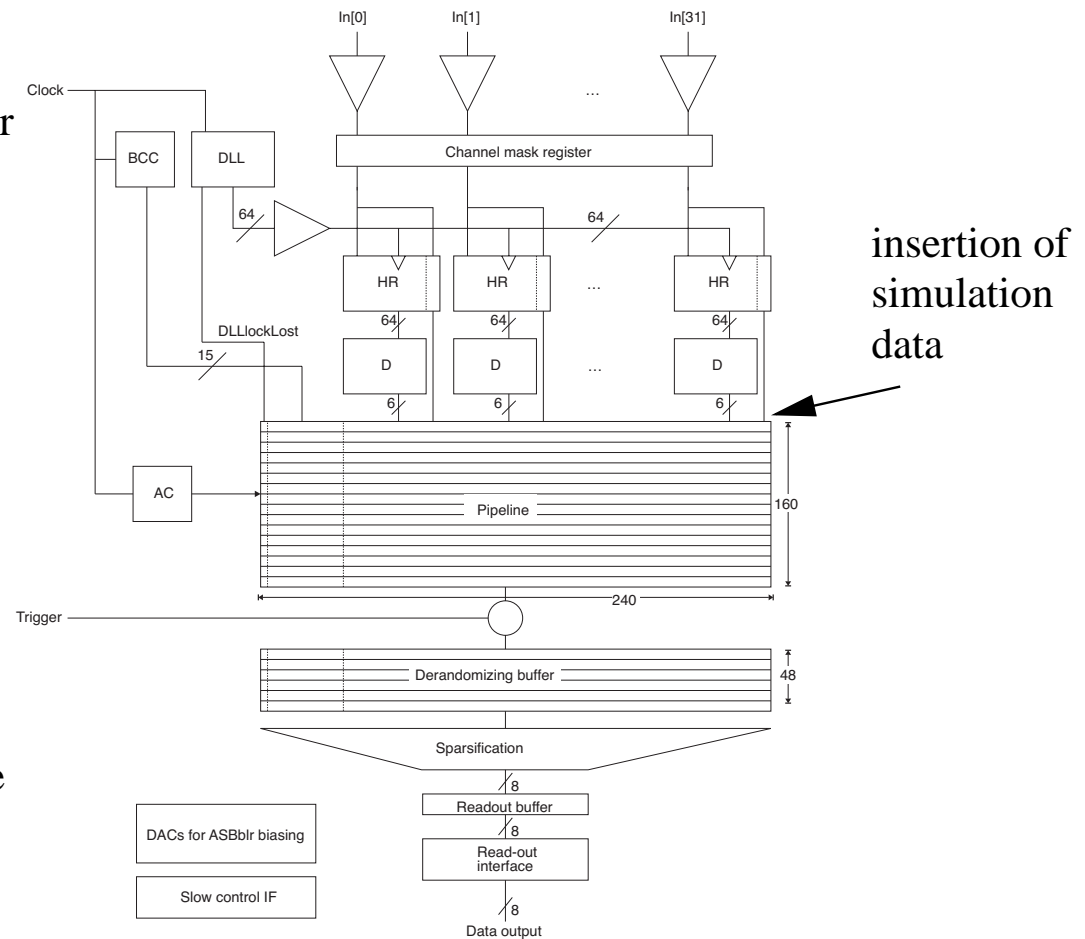 In[0] In[1] In[31]
Clock
r
...
BCC DLL Channel mask register
64 64
insertion of
simulation
data
HR HR ... HR
64 64 64
DLLlockLost
15
D D ... D
6 6 6
AC
Pipeline
160
240
Trigger
Derandomizing buffer
48
Sparsification
e
8
Readout buffer
DACs for ASBblr biasing
8
Read-out
interface
Slow control IF
8
Data output